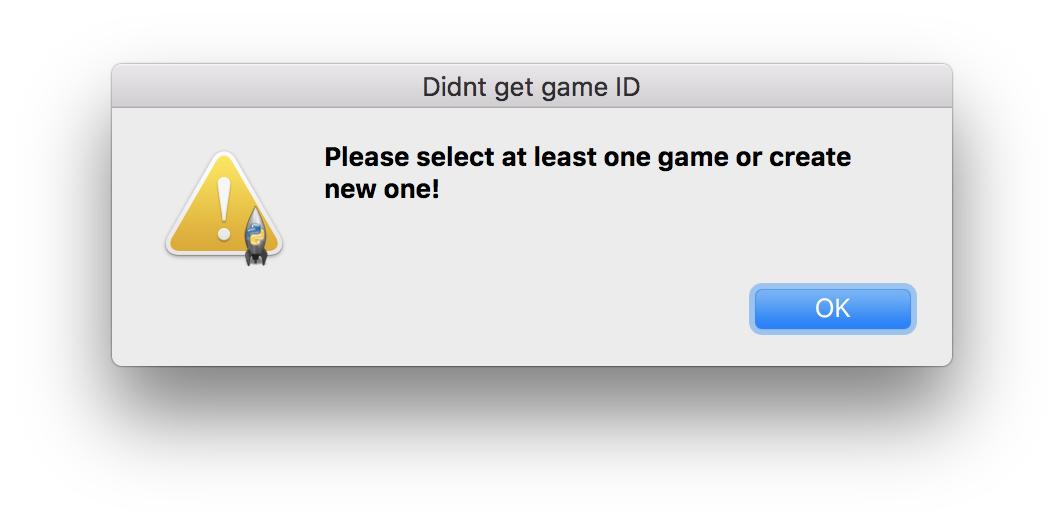 Didnt get game ID
Please select at least one game or create
new one!
OK